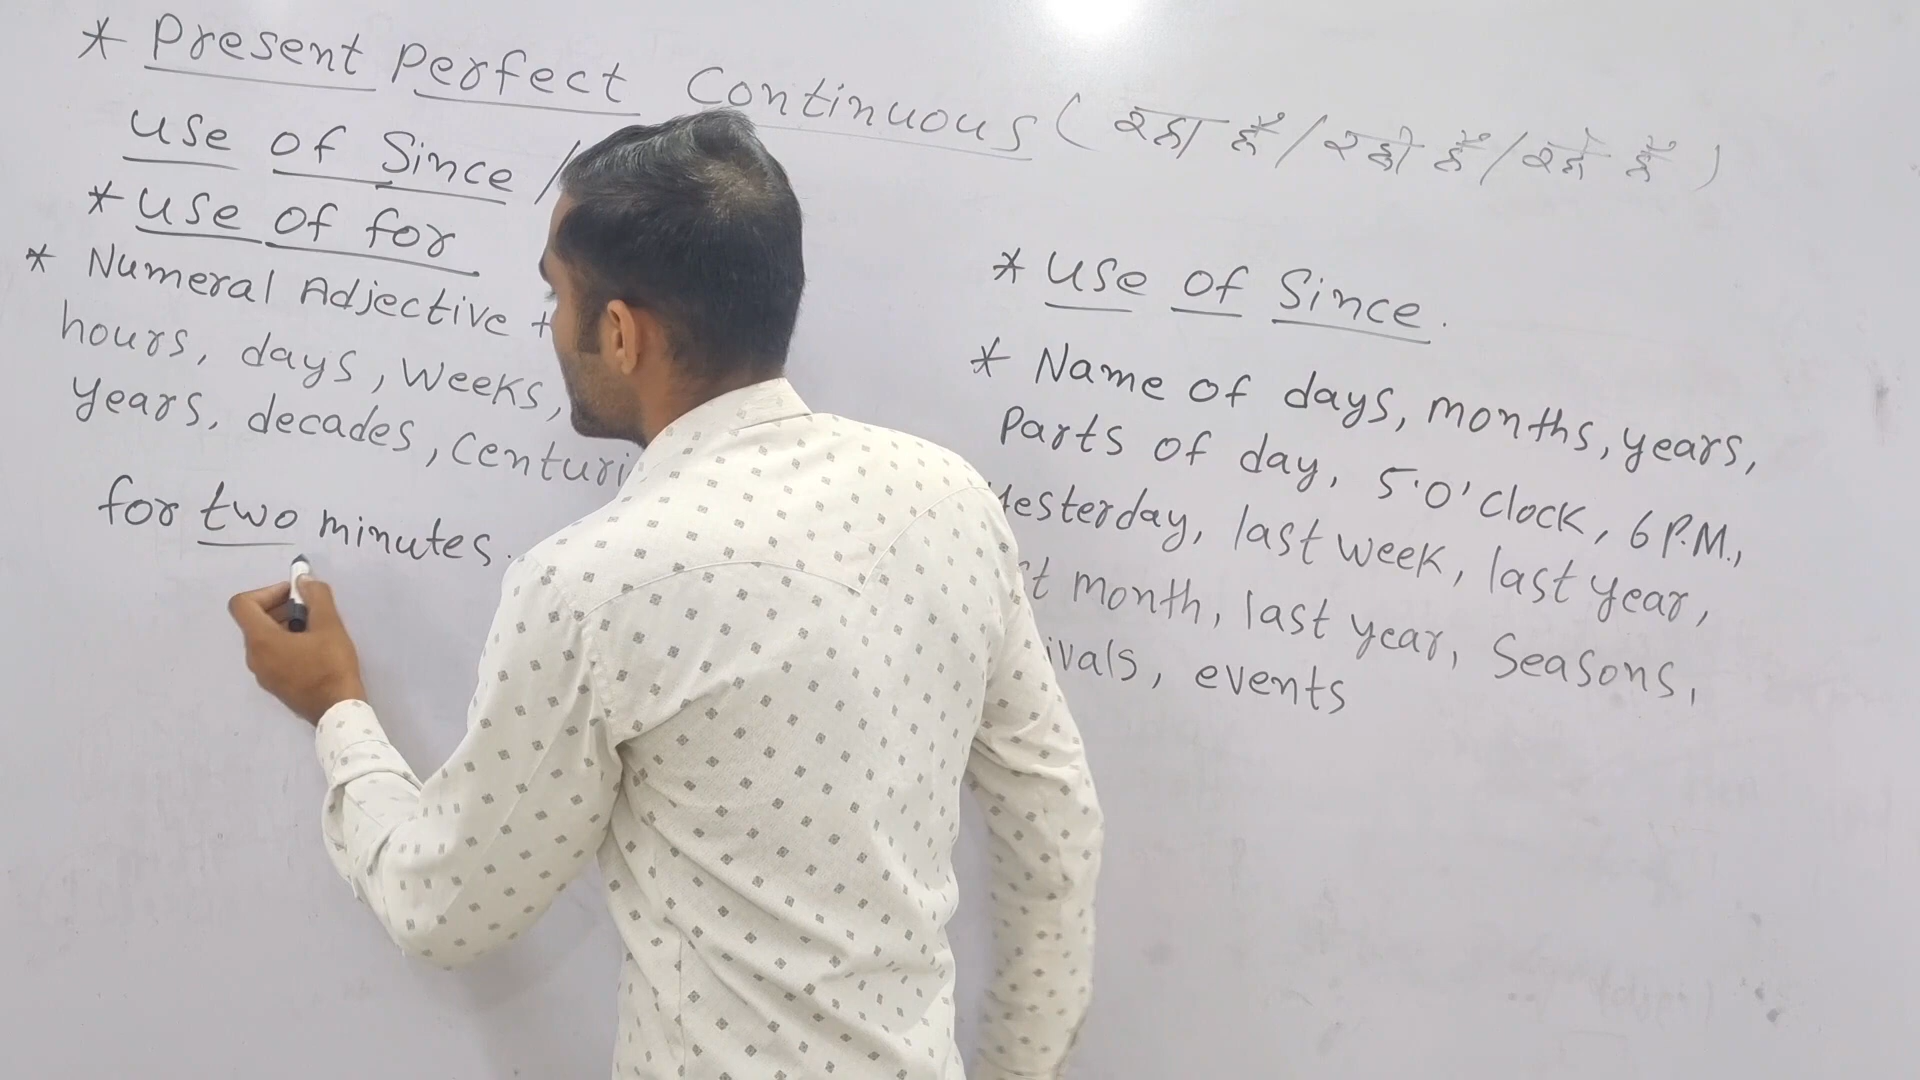 * Present Perfect Continuous ( रहा है / रही है / रहे हैं )
use of Since /
* use of for
* Numeral Adjective +
hours, days, weeks,
years, decades, centuri
for two minutes.
* use of Since.
* Name of days, months, years,
Parts of day, 5'0' Clock, 6 P.M.,
yesterday, last week, last year,
month, last year, Seasons,
events